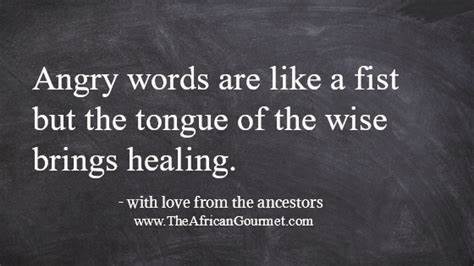 Angry words are like a fist
but the tongue of the wise
brings healing.
- with love from the ancestors
www.TheAfricanGourmet.com